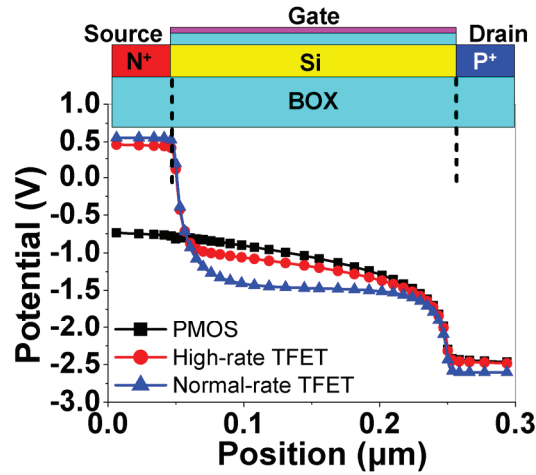 Gate
Source
Drain
N+
Si
P+
BOX
1.0
0.5
0.0
-0.5
-1.0
-1.5
-2.0
-2.5
-3.0
Potential (V)
PMOS
High-rate TFET
Normal-rate TFET
0.0
0.1
0.2
0.3
Position (μm)